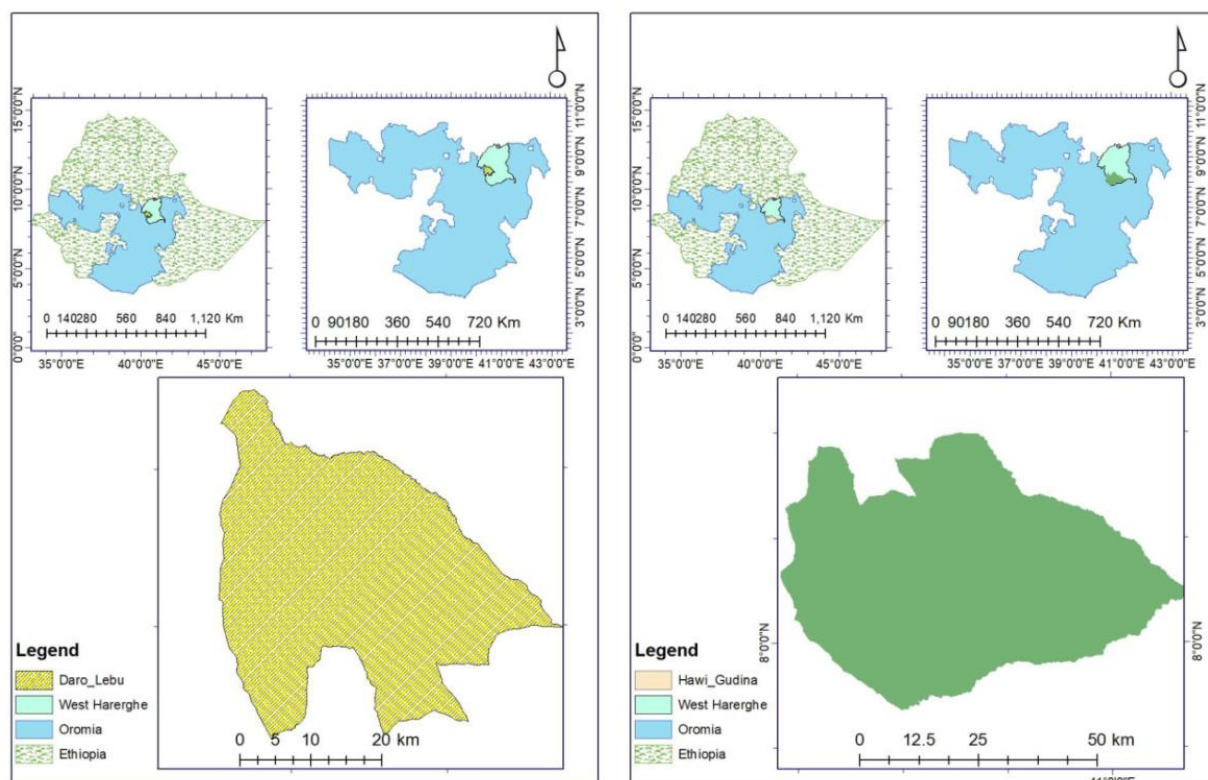 15°0'0"N
10°0'0"N
5°0'0"N
0°0'0"
0 140280 560 840 1,120 Km
35°0'0"E 40°0'0"E 45°0'0"E
11°0'0"N
9°0'0"N
7°0'0"N
5°0'0"N
3°0'0"N
0 90180 360 540 720 Km
35°0'0"E 37°0'0"E 39°0'0"E 41°0'0"E 43°0'0"E
Legend
Daro_Lebu
West Harerghe
Oromia
Ethiopia
0 5 10 20 km
15°0'0"N
10°0'0"N
5°0'0"N
0°0'0"
0 140280 560 840 1,120 Km
35°0'0"E 40°0'0"E 45°0'0"E
11°0'0"N
9°0'0"N
7°0'0"N
5°0'0"N
3°0'0"N
0 90180 360 540 720 Km
35°0'0"E 37°0'0"E 39°0'0"E 41°0'0"E 43°0'0"E
8°0'0"N
8°0'0"N
Legend
Hawi_Gudina
West Harerghe
Oromia
Ethiopia
0 12.5 25 50 km